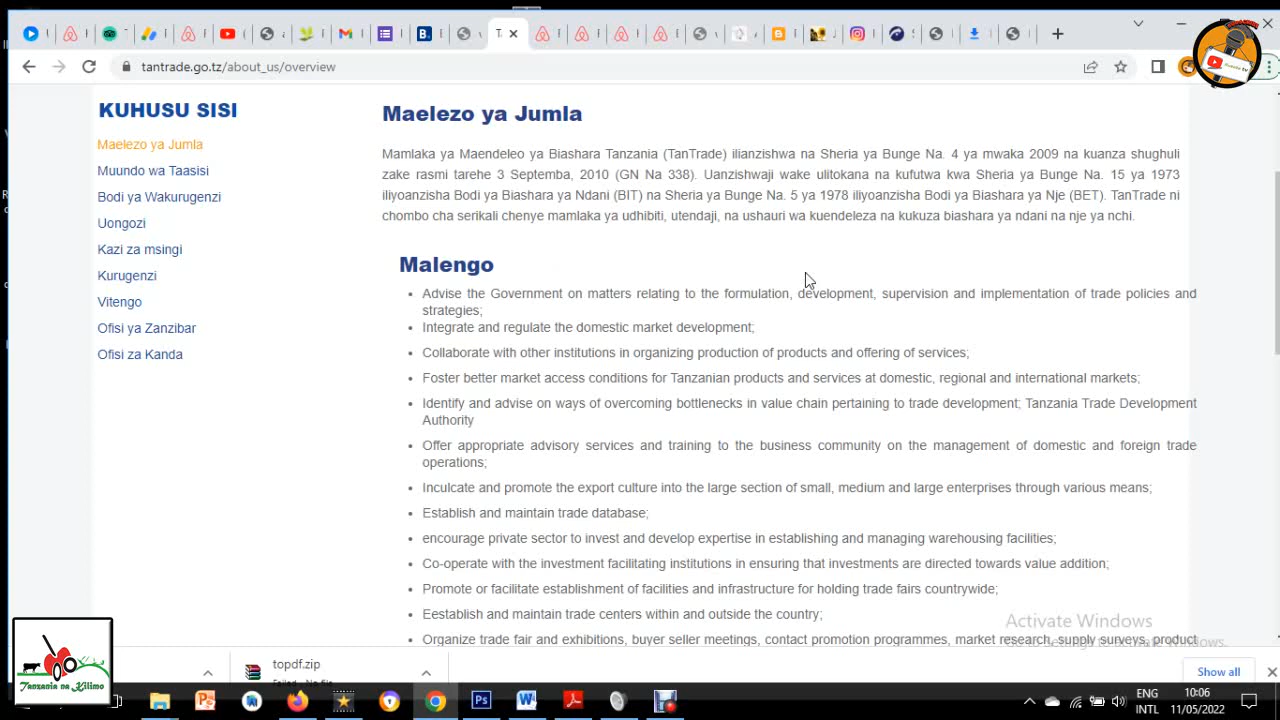 tantrade.go.tz/about_us/overview
KUHUSU SISI
Maelezo ya Jumla
Muundo wa Taasisi
Bodi ya Wakurugenzi
Uongozi
Kazi za msingi
Kurugenzi
Vitengo
Ofisi ya Zanzibar
Ofisi za Kanda
Maelezo ya Jumla
Mamlaka ya Maendeleo ya Biashara Tanzania (TanTrade) ilianzishwa na Sheria ya Bunge Na. 4 ya mwaka 2009 na kuanza shughuli
zake rasmi tarehe 3 Septemba, 2010 (GN Na 338). Uanzishwaji wake ulitokana na kufutwa kwa Sheria ya Bunge Na. 15 ya 1973
iliyoanzisha Bodi ya Biashara ya Ndani (BIT) na Sheria ya Bunge Na. 5 ya 1978 iliyoanzisha Bodi ya Biashara ya Nje (BET). TanTrade ni
chombo cha serikali chenye mamlaka ya udhibiti, utendaji, na ushauri wa kuendeleza na kukuza biashara ya ndani na nje ya nchi.
Malengo
• Advise the Government on matters relating to the formulation, development, supervision and implementation of trade policies and
strategies;
• Integrate and regulate the domestic market development;
• Collaborate with other institutions in organizing production of products and offering of services;
• Foster better market access conditions for Tanzanian products and services at domestic, regional and international markets;
• Identify and advise on ways of overcoming bottlenecks in value chain pertaining to trade development; Tanzania Trade Development
Authority
• Offer appropriate advisory services and training to the business community on the management of domestic and foreign trade
operations;
• Inculcate and promote the export culture into the large section of small, medium and large enterprises through various means;
• Establish and maintain trade database;
• encourage private sector to invest and develop expertise in establishing and managing warehousing facilities;
• Co-operate with the investment facilitating institutions in ensuring that investments are directed towards value addition;
• Promote or facilitate establishment of facilities and infrastructure for holding trade fairs countrywide;
• Eestablish and maintain trade centers within and outside the country;
• Organize trade fair and exhibitions, buyer seller meetings, contact promotion programmes, market research, supply surveys, product
Activate Windows
Tanzania na Kilimo
topdf.zip
Show all
ENG
INTL
10:06
11/05/2022